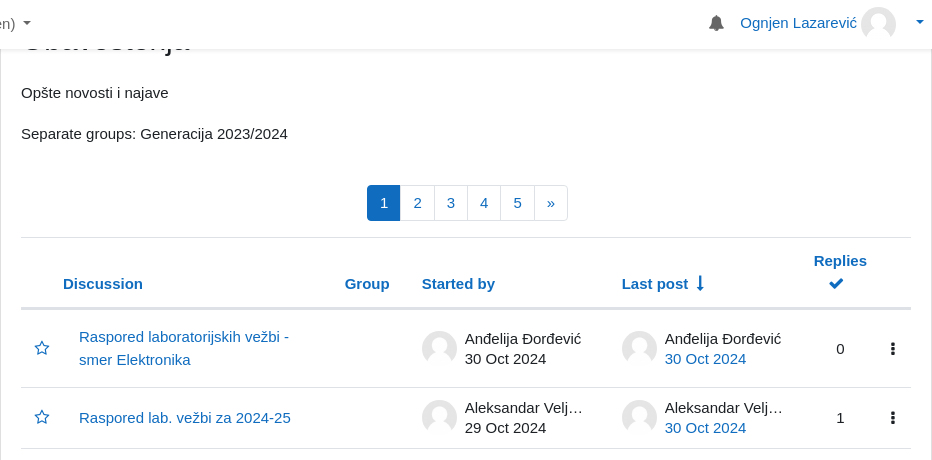 en)
Ognjen Lazarević
Opšte novosti i najave
Separate groups: Generacija 2023/2024
1 2 3 4 5 »
Replies
Discussion Group Started by Last post
Raspored laboratorijskih vežbi -
smer Elektronika
Anđelija Đorđević
30 Oct 2024
Anđelija Đorđević
30 Oct 2024
0
Raspored lab. vežbi za 2024-25
Aleksandar Velj…
29 Oct 2024
Aleksandar Velj…
30 Oct 2024
1